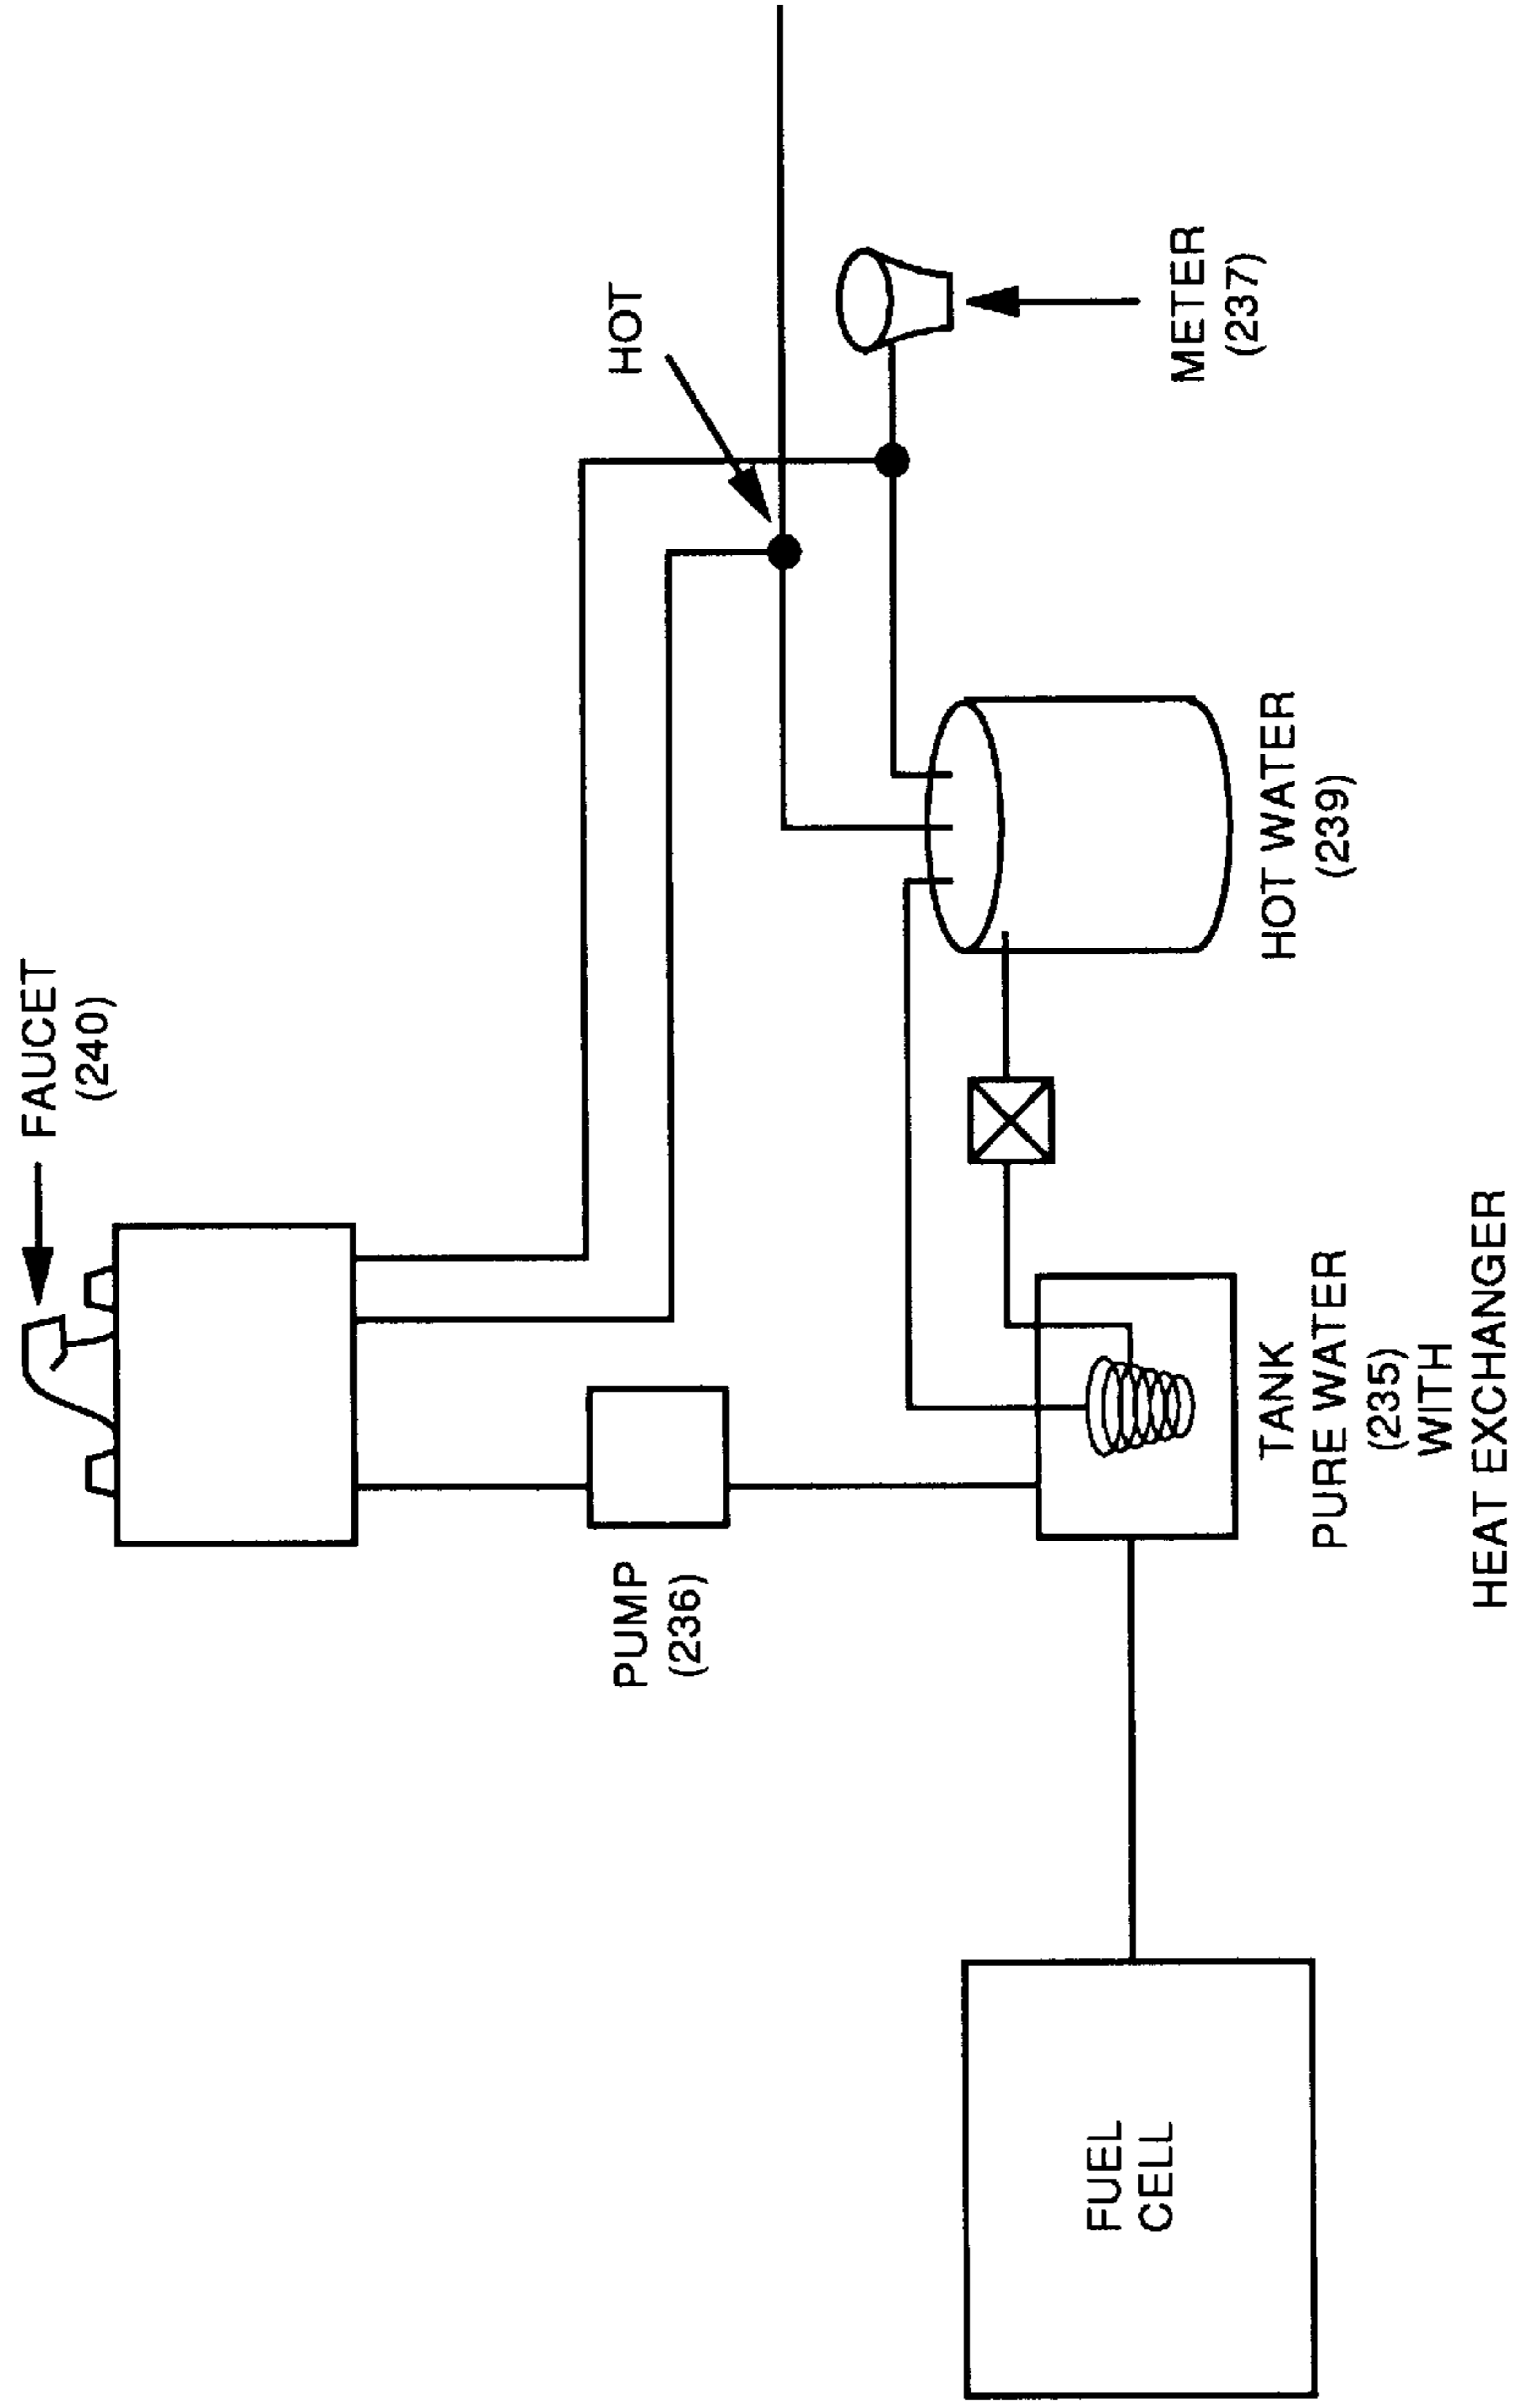 FAUCET
(240)
HOT
PUMP
(236)
METER
(237)
HOT WATER
(239)
FUEL
CELL
TANK
PURE WATER
(235)
WITH
HEAT EXCHANGER